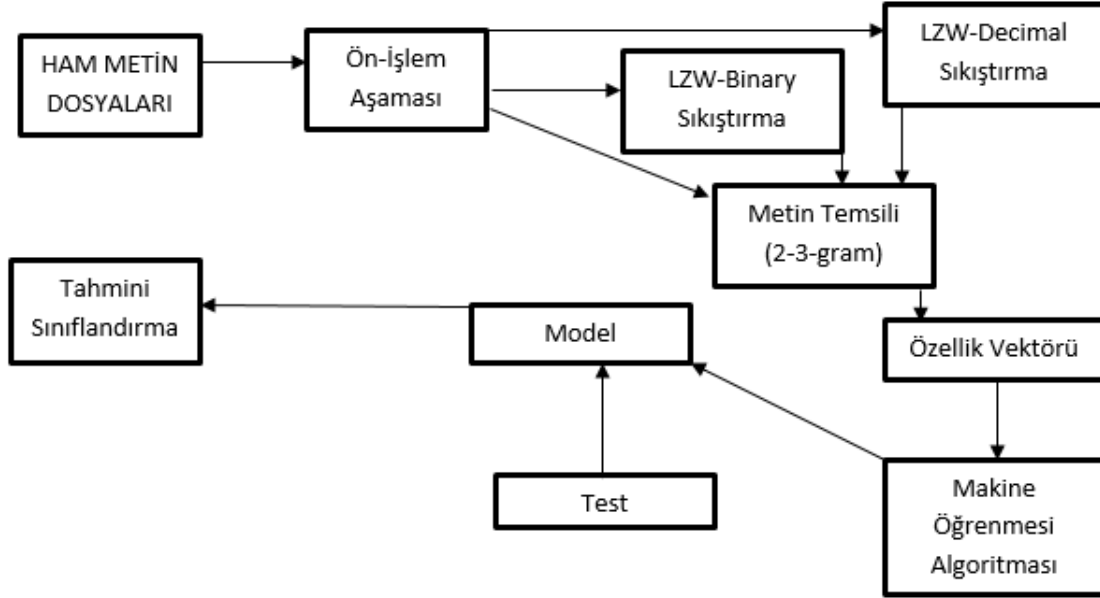 HAM METİN
DOSYALARI
Ön-İşlem
Aşaması
LZW-Binary
Sıkıştırma
LZW-Decimal
Sıkıştırma
Metin Temsili
(2-3-gram)
Tahmini
Sınıflandırma
Model
Özellik Vektörü
Test
Makine
Öğrenmesi
Algoritması